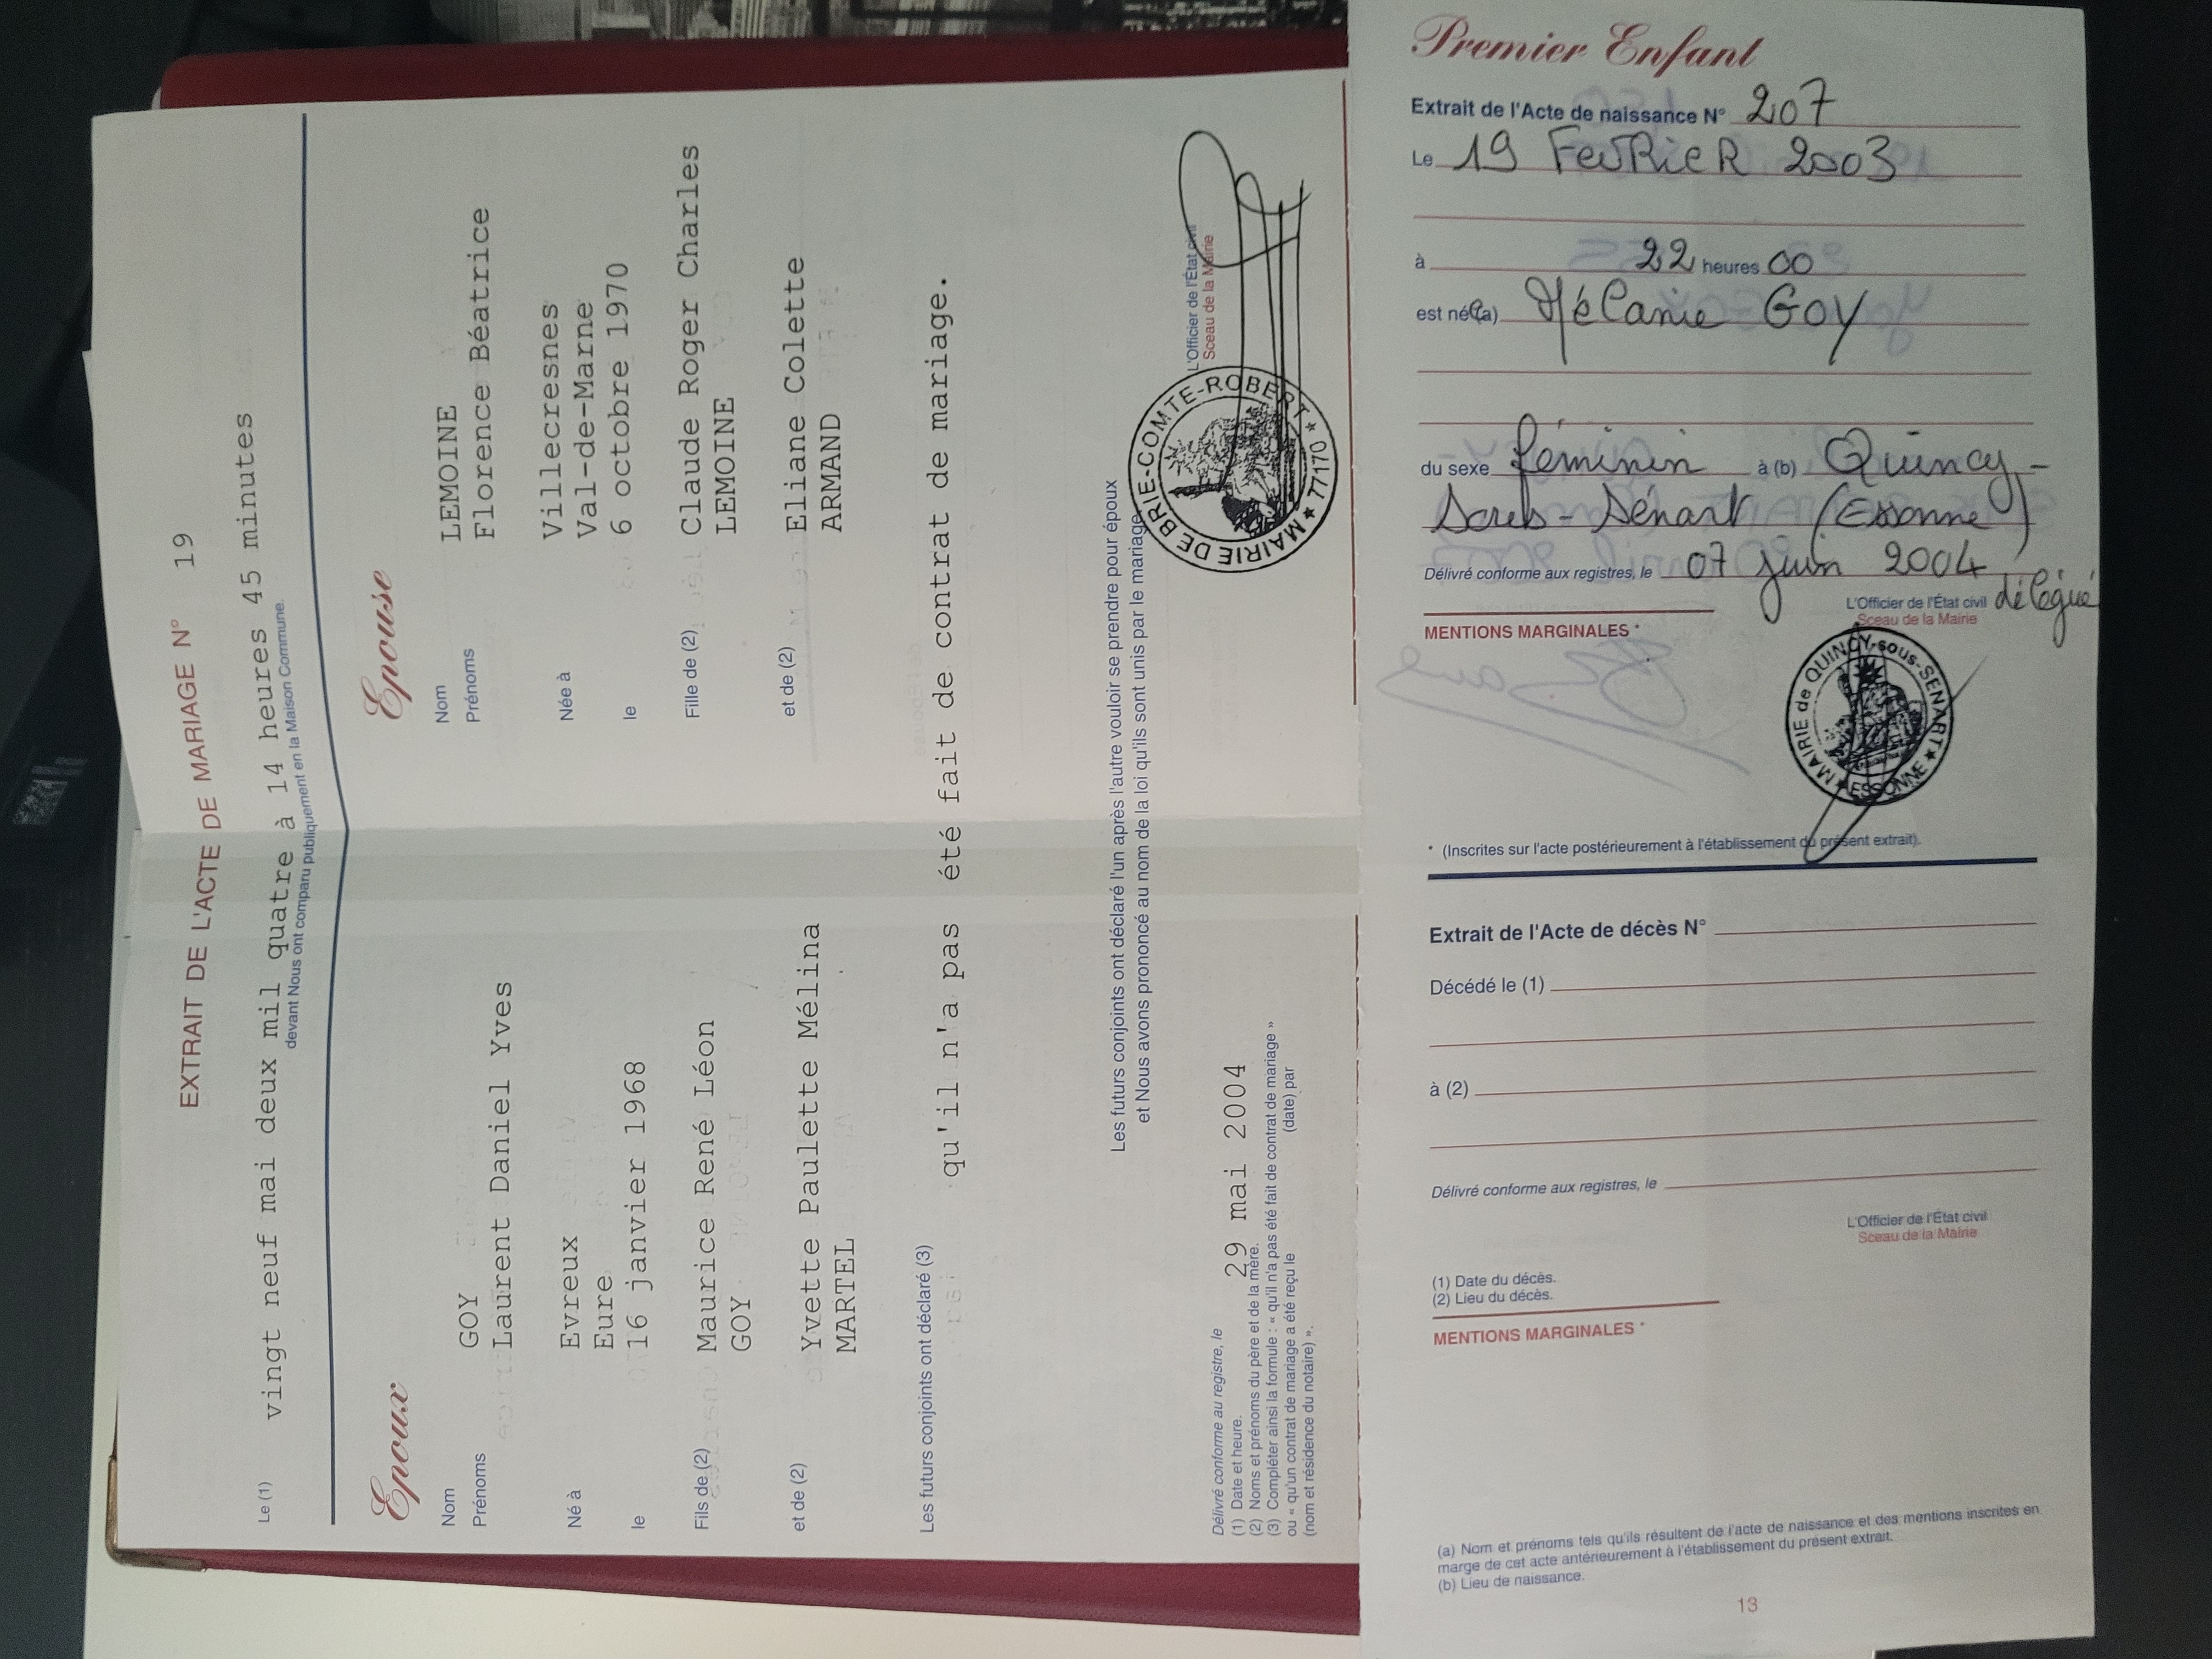 EXTRAIT DE L'ACTE DE MARIAGE N° 19
Le (1) vingt neuf mai deux mil quatre à 14 heures 45 minutes
devant Nous ont comparu publiquement en la Maison Commune.
Epoux
Nom GOY
Prénoms Laurent Daniel Yves
Né à Evreux
Eure
le 16 janvier 1968
Fils de (2) Maurice René Léon
GOY
et de (2) Yvette Paulette Mélina
MARTEL
Epouse
Nom LEMOINE
Prénoms Florence Béatrice
Née à Villecresnes
Val-de-Marne
le 6 octobre 1970
Fille de (2) Claude Roger Charles
LEMOINE
et de (2) Eliane Colette
ARMAND
Les futurs conjoints ont déclaré (3) qu'il n'a pas été fait de contrat de mariage.
Les futurs conjoints ont déclaré l'un après l'autre vouloir se prendre pour époux
et Nous avons prononcé au nom de la loi qu'ils sont unis par le mariage.
Délivré conforme au registre, le 29 mai 2004
(1) Date et heure.
(2) Noms et prénoms du père et de la mère.
(3) Compléter ainsi la formule : « qu'il n'a pas été fait de contrat de mariage »
ou « qu'un contrat de mariage a été reçu le (date) par
(nom et résidence du notaire) ».
L'Officier de l'État civil
Sceau de la Mairie
MAIRIE DE BRIE-COMTE-ROBERT ★ 77170 ★
Premier Enfant
Extrait de l'Acte de naissance N° 207
Le 19 FevRieR 2003
à 22 heures 00
est né(e)(a) Mélanie GOY
du sexe féminin à (b) Quincy-
Sous-Sénart (Essonne)
Délivré conforme aux registres, le 07 juin 2004
L'Officier de l'État civil délégué
Sceau de la Mairie
MENTIONS MARGINALES *
MAIRIE de QUINCY-sous-SÉNART ★ ESSONNE ★
* (Inscrites sur l'acte postérieurement à l'établissement du présent extrait).
Extrait de l'Acte de décès N°
Décédé le (1)
à (2)
Délivré conforme aux registres, le
L'Officier de l'État civil
Sceau de la Mairie
(1) Date du décès.
(2) Lieu du décès.
MENTIONS MARGINALES *
(a) Nom et prénoms tels qu'ils résultent de l'acte de naissance et des mentions inscrites en
marge de cet acte antérieurement à l'établissement du présent extrait.
(b) Lieu de naissance.
13